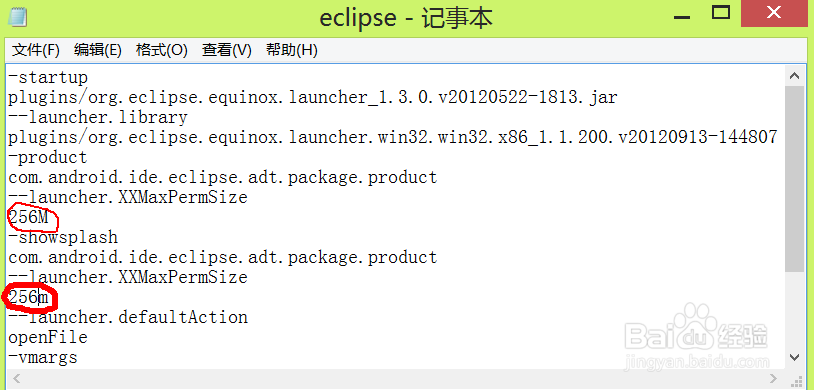 eclipse - 记事本
文件(F) 编辑(E) 格式(O) 查看(V) 帮助(H)
-startup
plugins/org.eclipse.equinox.launcher_1.3.0.v20120522-1813.jar
--launcher.library
plugins/org.eclipse.equinox.launcher.win32.win32.x86_1.1.200.v20120913-144807
-product
com.android.ide.eclipse.adt.package.product
--launcher.XXMaxPermSize
256M
-showsplash
com.android.ide.eclipse.adt.package.product
--launcher.XXMaxPermSize
256m
--launcher.defaultAction
openFile
-vmargs
Baidu 经验
jingyan.baidu.com